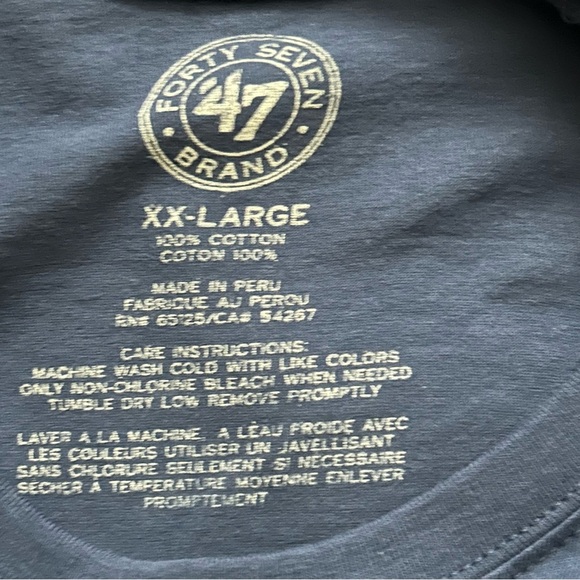 FORTY SEVEN
'47
BRAND
XX-LARGE
100% COTTON
COTON 100%
MADE IN PERU
FABRIQUE AU PEROU
RN# 65125/CA# 54267
CARE INSTRUCTIONS:
MACHINE WASH COLD WITH LIKE COLORS
ONLY NON-CHLORINE BLEACH WHEN NEEDED
TUMBLE DRY LOW REMOVE PROMPTLY
LAVER A LA MACHINE, A LÉAU FROIDE AVEC
LES COULEURS UTILISER UN JAVELLISANT
SANS CHLORURE SEULEMENT SI NECESSAIRE
SECHER A TEMPERATURE MOYENNE ENLEVER
PROMPTEMENT